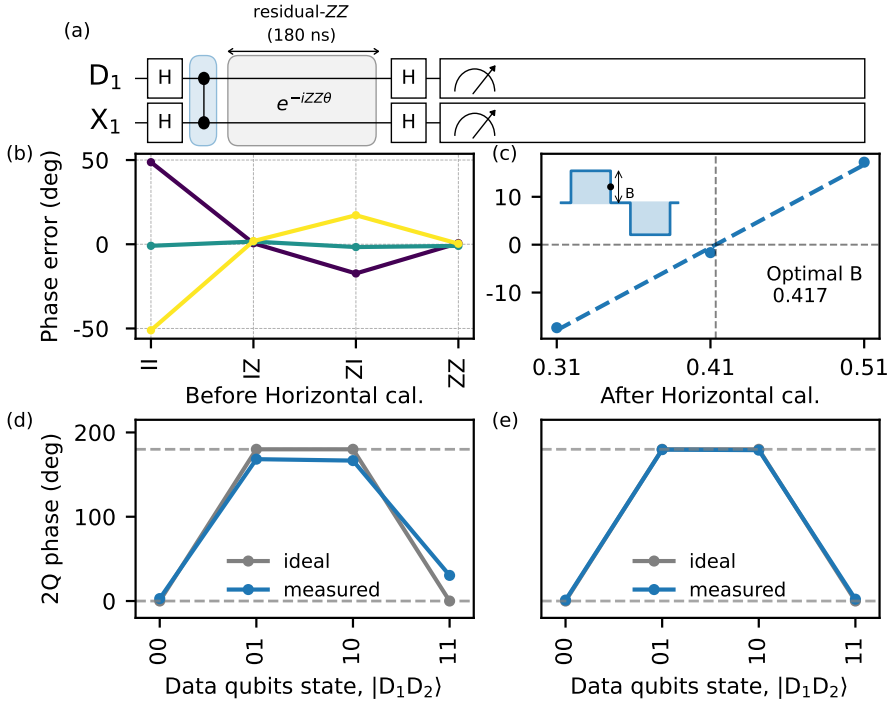 (a)
residual-ZZ
(180 ns)
D₁ H H
e^{-iZZθ}
X₁ H H
(b)
Phase error (deg)
50
0
-50
II IZ ZI ZZ
Before Horizontal cal.
(c)
B
10
0
-10
Optimal B
0.417
0.31 0.41 0.51
After Horizontal cal.
(d)
2Q phase (deg)
200
100
0
ideal
measured
00 01 10 11
Data qubits state, |D₁D₂⟩
(e)
ideal
measured
00 01 10 11
Data qubits state, |D₁D₂⟩